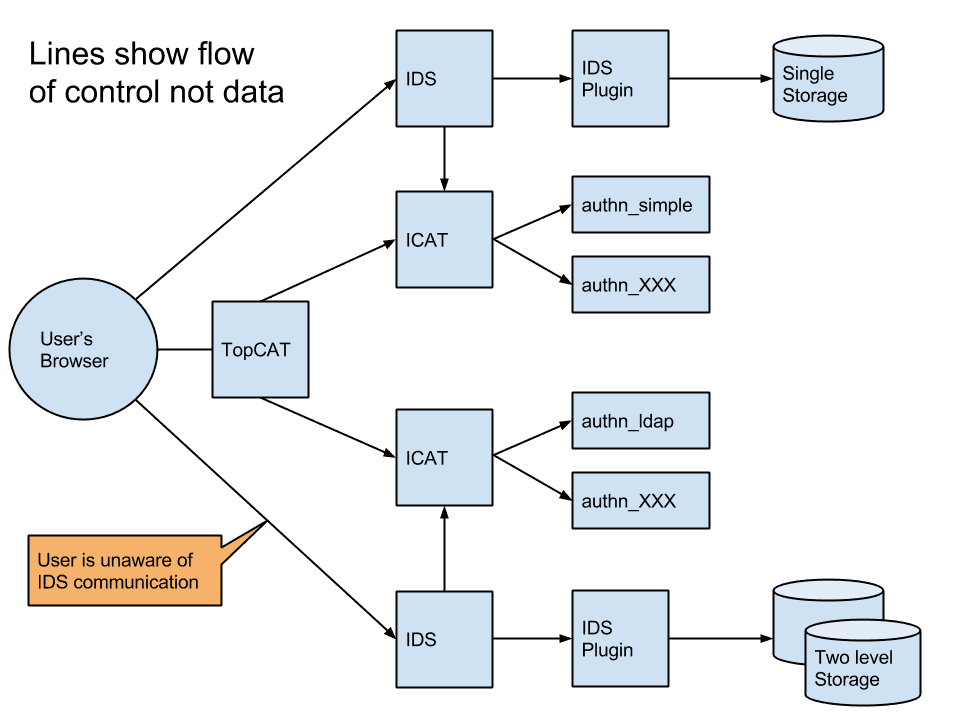 Lines show flow
of control not data
IDS
IDS
Plugin
Single
Storage
authn_simple
ICAT
authn_XXX
User's
Browser
TopCAT
authn_ldap
ICAT
authn_XXX
User is unaware of
IDS communication
IDS
IDS
Plugin
Two level
Storage